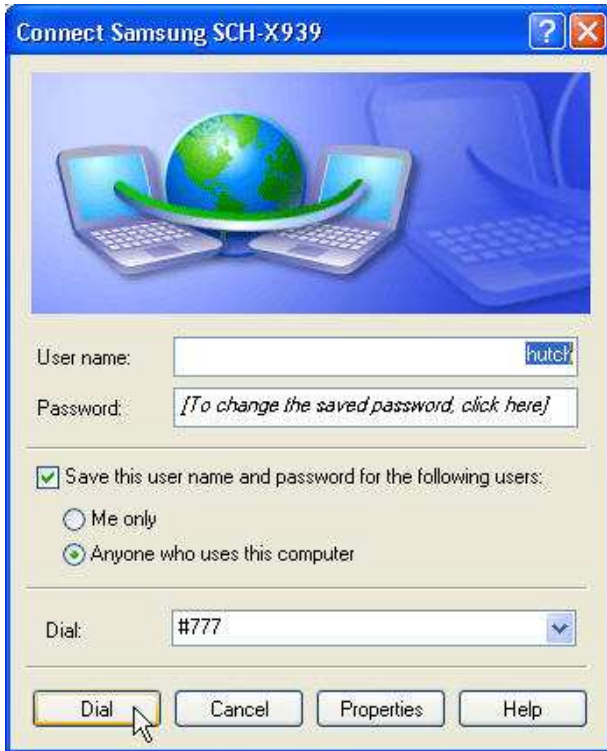 Connect Samsung SCH-X939
User name: hutch
Password: [To change the saved password, click here]
Save this user name and password for the following users:
Me only
Anyone who uses this computer
Dial: #777
Dial Cancel Properties Help